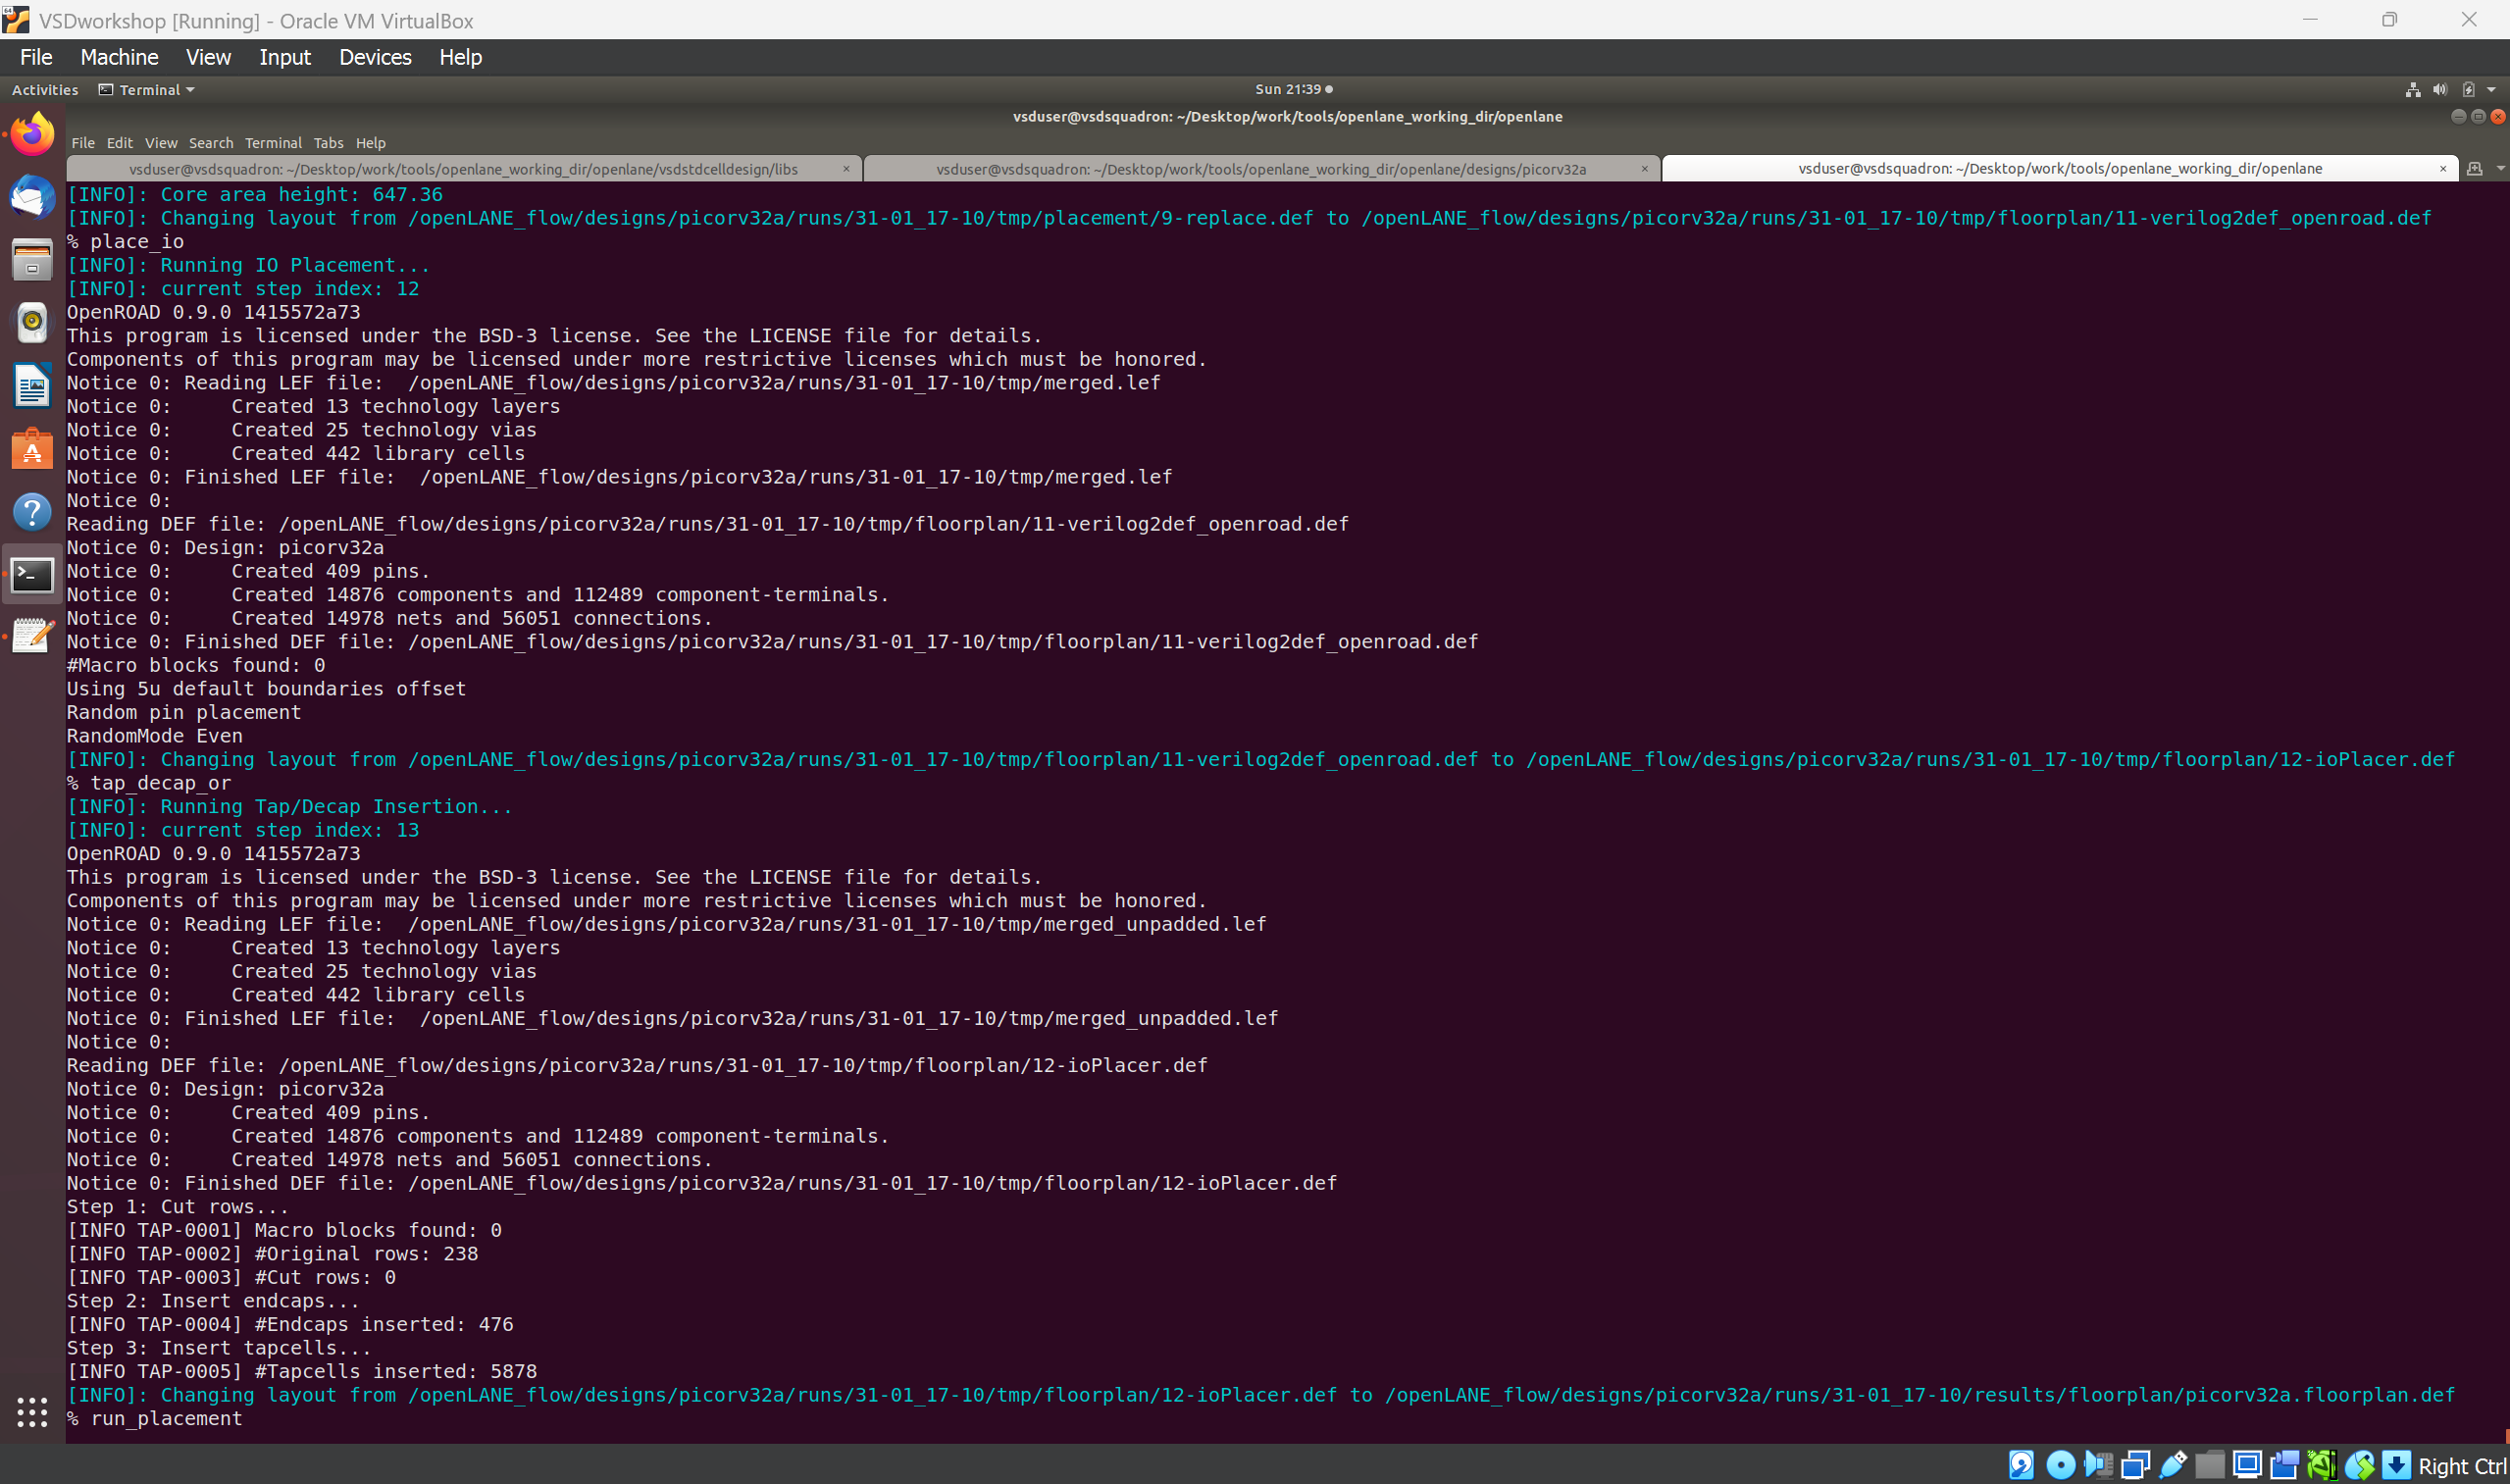 VSDworkshop [Running] - Oracle VM VirtualBox
File Machine View Input Devices Help
Activities Terminal Sun 21:39
vsduser@vsdsquadron: ~/Desktop/work/tools/openlane_working_dir/openlane
File Edit View Search Terminal Tabs Help
vsduser@vsdsquadron: ~/Desktop/work/tools/openlane_working_dir/openlane/vsdstdcelldesign/libs × vsduser@vsdsquadron: ~/Desktop/work/tools/openlane_working_dir/openlane/designs/picorv32a × vsduser@vsdsquadron: ~/Desktop/work/tools/openlane_working_dir/openlane ×
[INFO]: Core area height: 647.36
[INFO]: Changing layout from /openLANE_flow/designs/picorv32a/runs/31-01_17-10/tmp/placement/9-replace.def to /openLANE_flow/designs/picorv32a/runs/31-01_17-10/tmp/floorplan/11-verilog2def_openroad.def
% place_io
[INFO]: Running IO Placement...
[INFO]: current step index: 12
OpenROAD 0.9.0 1415572a73
This program is licensed under the BSD-3 license. See the LICENSE file for details.
Components of this program may be licensed under more restrictive licenses which must be honored.
Notice 0: Reading LEF file:  /openLANE_flow/designs/picorv32a/runs/31-01_17-10/tmp/merged.lef
Notice 0:     Created 13 technology layers
Notice 0:     Created 25 technology vias
Notice 0:     Created 442 library cells
Notice 0: Finished LEF file:  /openLANE_flow/designs/picorv32a/runs/31-01_17-10/tmp/merged.lef
Notice 0:
Reading DEF file: /openLANE_flow/designs/picorv32a/runs/31-01_17-10/tmp/floorplan/11-verilog2def_openroad.def
Notice 0: Design: picorv32a
Notice 0:     Created 409 pins.
Notice 0:     Created 14876 components and 112489 component-terminals.
Notice 0:     Created 14978 nets and 56051 connections.
Notice 0: Finished DEF file: /openLANE_flow/designs/picorv32a/runs/31-01_17-10/tmp/floorplan/11-verilog2def_openroad.def
#Macro blocks found: 0
Using 5u default boundaries offset
Random pin placement
RandomMode Even
[INFO]: Changing layout from /openLANE_flow/designs/picorv32a/runs/31-01_17-10/tmp/floorplan/11-verilog2def_openroad.def to /openLANE_flow/designs/picorv32a/runs/31-01_17-10/tmp/floorplan/12-ioPlacer.def
% tap_decap_or
[INFO]: Running Tap/Decap Insertion...
[INFO]: current step index: 13
OpenROAD 0.9.0 1415572a73
This program is licensed under the BSD-3 license. See the LICENSE file for details.
Components of this program may be licensed under more restrictive licenses which must be honored.
Notice 0: Reading LEF file:  /openLANE_flow/designs/picorv32a/runs/31-01_17-10/tmp/merged_unpadded.lef
Notice 0:     Created 13 technology layers
Notice 0:     Created 25 technology vias
Notice 0:     Created 442 library cells
Notice 0: Finished LEF file:  /openLANE_flow/designs/picorv32a/runs/31-01_17-10/tmp/merged_unpadded.lef
Notice 0:
Reading DEF file: /openLANE_flow/designs/picorv32a/runs/31-01_17-10/tmp/floorplan/12-ioPlacer.def
Notice 0: Design: picorv32a
Notice 0:     Created 409 pins.
Notice 0:     Created 14876 components and 112489 component-terminals.
Notice 0:     Created 14978 nets and 56051 connections.
Notice 0: Finished DEF file: /openLANE_flow/designs/picorv32a/runs/31-01_17-10/tmp/floorplan/12-ioPlacer.def
Step 1: Cut rows...
[INFO TAP-0001] Macro blocks found: 0
[INFO TAP-0002] #Original rows: 238
[INFO TAP-0003] #Cut rows: 0
Step 2: Insert endcaps...
[INFO TAP-0004] #Endcaps inserted: 476
Step 3: Insert tapcells...
[INFO TAP-0005] #Tapcells inserted: 5878
[INFO]: Changing layout from /openLANE_flow/designs/picorv32a/runs/31-01_17-10/tmp/floorplan/12-ioPlacer.def to /openLANE_flow/designs/picorv32a/runs/31-01_17-10/results/floorplan/picorv32a.floorplan.def
% run_placement
Right Ctrl